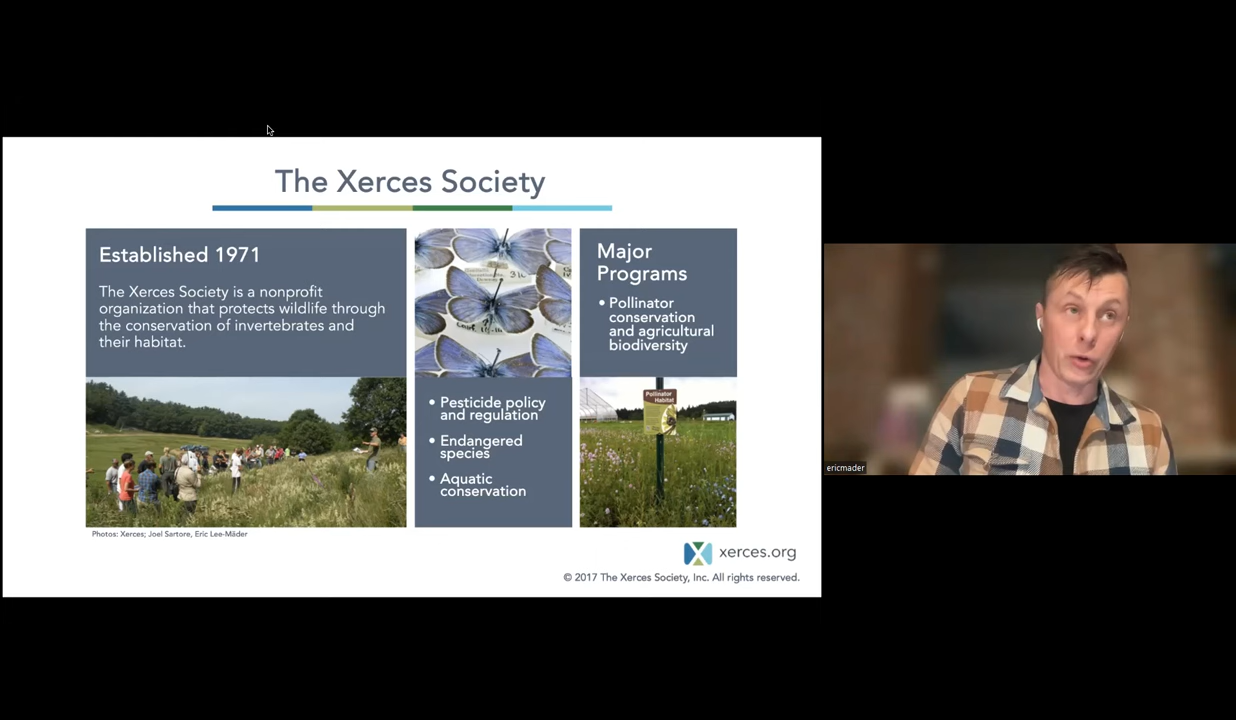 The Xerces Society
Established 1971
The Xerces Society is a nonprofit
organization that protects wildlife through
the conservation of invertebrates and
their habitat.
Major
Programs
• Pollinator
conservation
and agricultural
biodiversity
• Pesticide policy
and regulation
• Endangered
species
• Aquatic
conservation
Pollinator
Habitat
Photos: Xerces; Joel Sartore, Eric Lee-Mäder
xerces.org
© 2017 The Xerces Society, Inc. All rights reserved.
ericmader